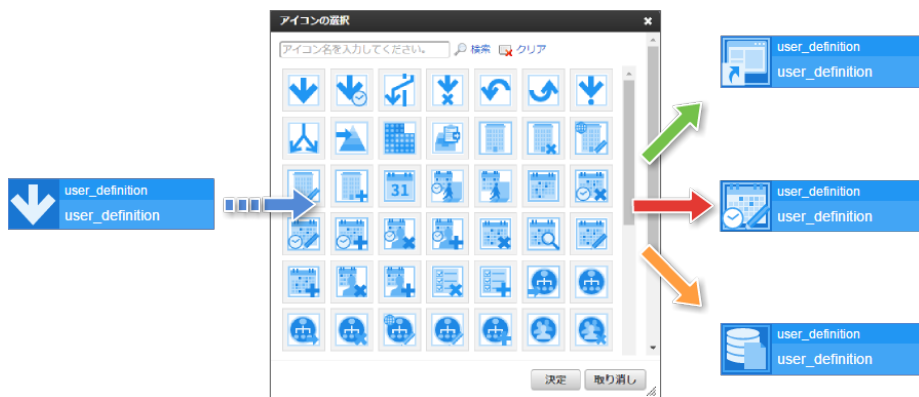 アイコンの選択
アイコン名を入力してください。 検索 クリア
31
user_definition
user_definition
user_definition
user_definition
user_definition
user_definition
user_definition
user_definition
決定 取り消し